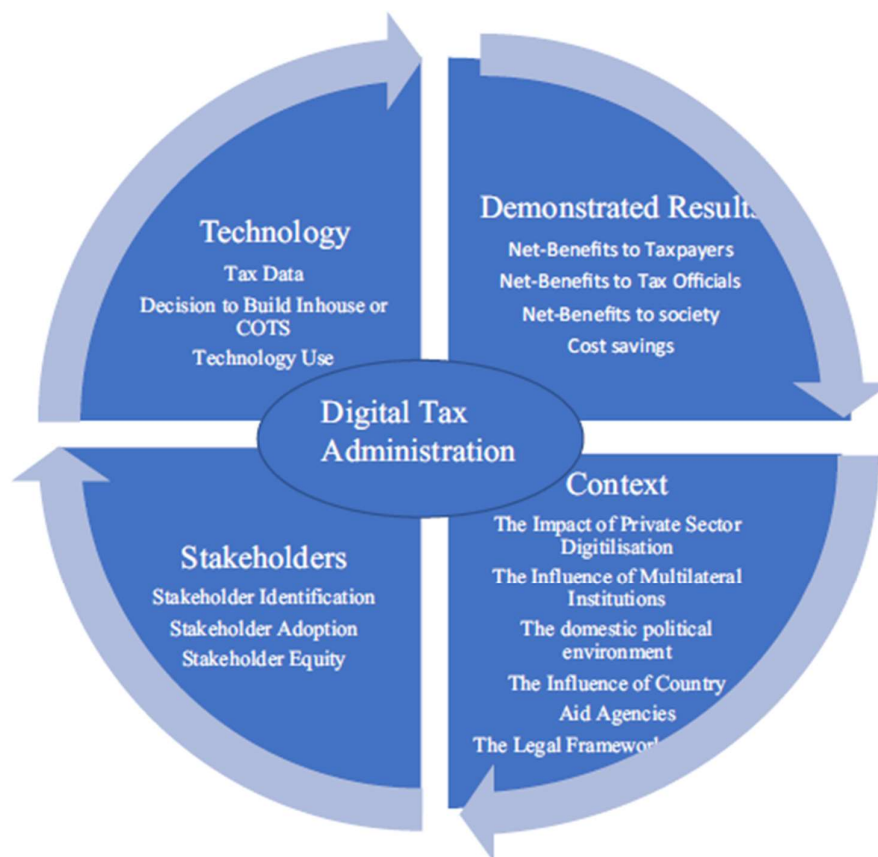 Technology
Tax Data
Decision to Build Inhouse or
COTS
Technology Use
Demonstrated Results
Net-Benefits to Taxpayers
Net-Benefits to Tax Officials
Net-Benefits to society
Cost savings
Digital Tax
Administration
Stakeholders
Stakeholder Identification
Stakeholder Adoption
Stakeholder Equity
Context
The Impact of Private Sector
Digitilisation
The Influence of Multilateral
Institutions
The domestic political
environment
The Influence of Country
Aid Agencies
The Legal Framework